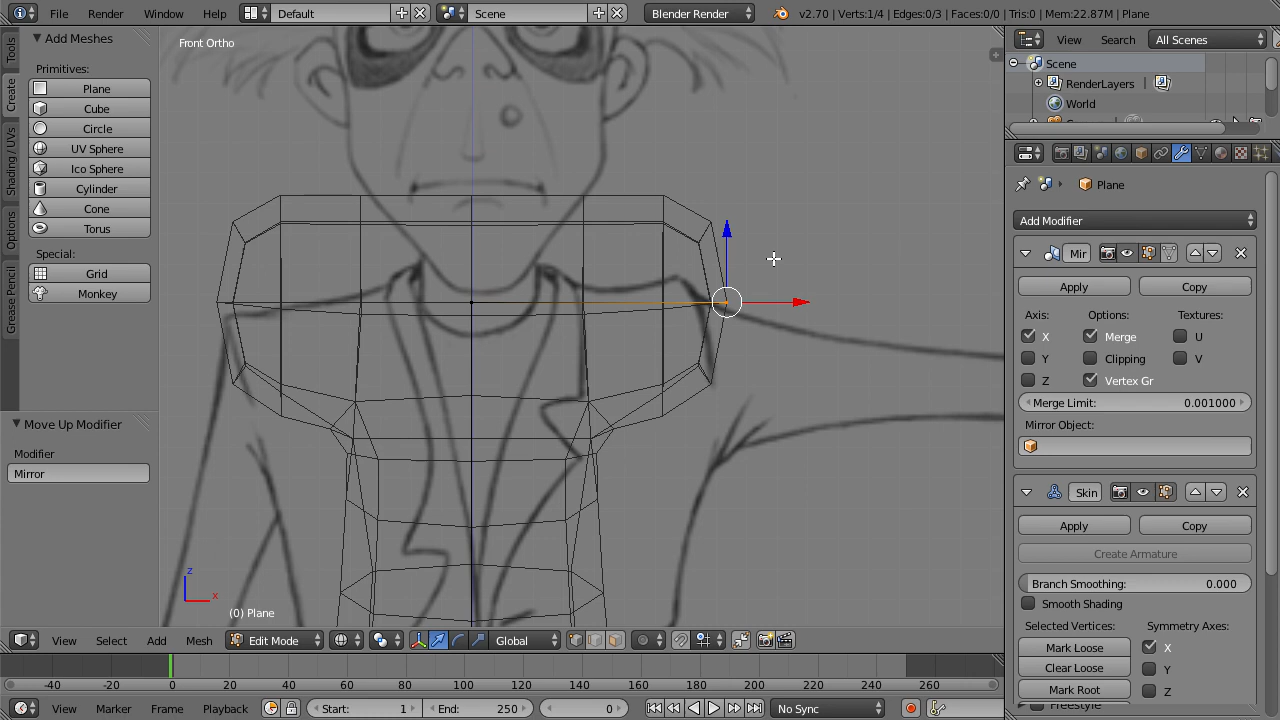 File Render Window Help Default Scene Blender Render v2.70 | Verts:1/4 | Edges:0/3 | Faces:0/0 | Tris:0 | Mem:22.87M | Plane
Tools
Create
Shading / UVs
Options
Grease Pencil
Add Meshes
Primitives:
Plane
Cube
Circle
UV Sphere
Ico Sphere
Cylinder
Cone
Torus
Special:
Grid
Monkey
Move Up Modifier
Modifier
Mirror
Front Ortho
z
x
(0) Plane
View Select Add Mesh Edit Mode Global
-40 -20 0 20 40 60 80 100 120 140 160 180 200 220 240 260
View Marker Frame Playback Start: 1 End: 250 0 No Sync
View Search All Scenes
Scene
RenderLayers
World
Plane
Add Modifier
Mir
Apply Copy
Axis: Options: Textures:
X Merge U
Y Clipping V
Z Vertex Gr
Merge Limit: 0.001000
Mirror Object:
Skin
Apply Copy
Create Armature
Branch Smoothing: 0.000
Smooth Shading
Selected Vertices: Symmetry Axes:
Mark Loose X
Clear Loose Y
Mark Root Z
Freestyle